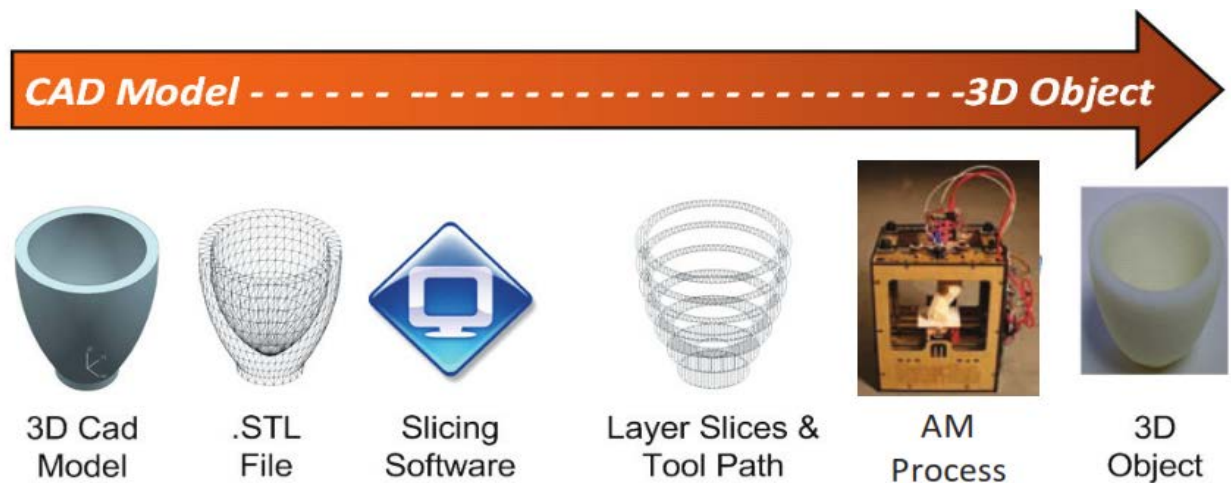 CAD Model - - - - - - -- - - - - - - - - - - - - - - - - - - - - - - -3D Object
3D Cad
Model
.STL
File
Slicing
Software
Layer Slices &
Tool Path
AM
Process
3D
Object